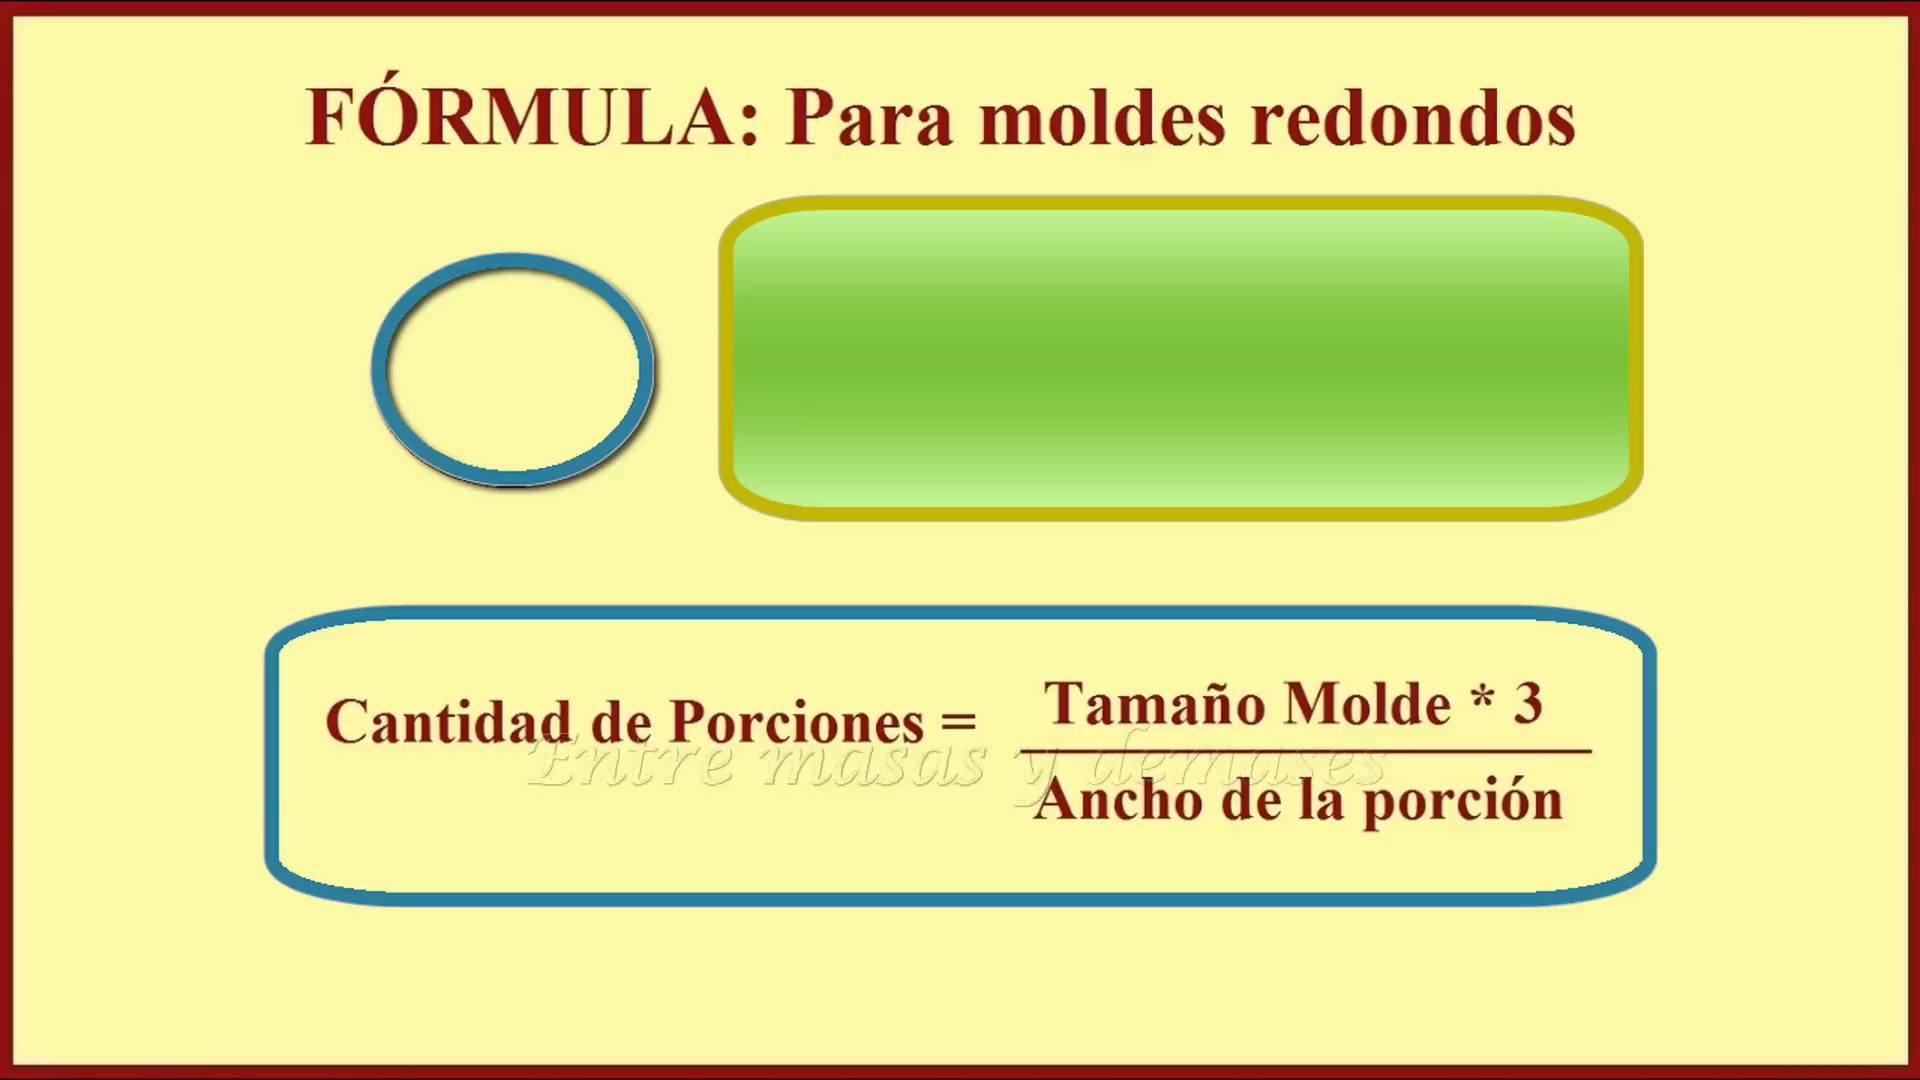 FÓRMULA: Para moldes redondos
Cantidad de Porciones = Tamaño Molde * 3
Ancho de la porción
Entre masas y demases